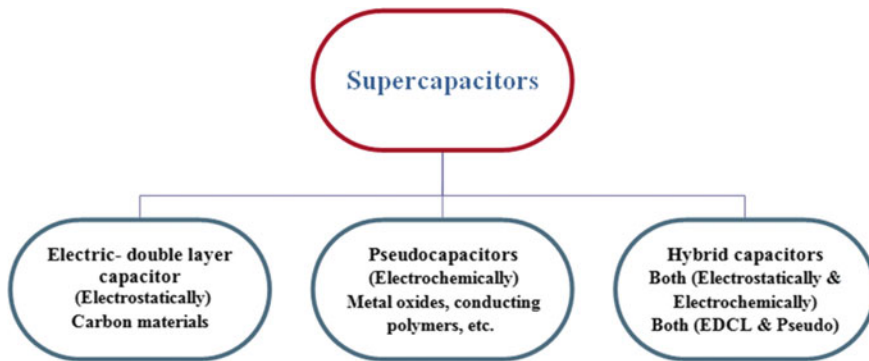 Supercapacitors
Electric- double layer
capacitor
(Electrostatically)
Carbon materials
Pseudocapacitors
(Electrochemically)
Metal oxides, conducting
polymers, etc.
Hybrid capacitors
Both (Electrostatically &
Electrochemically)
Both (EDCL & Pseudo)